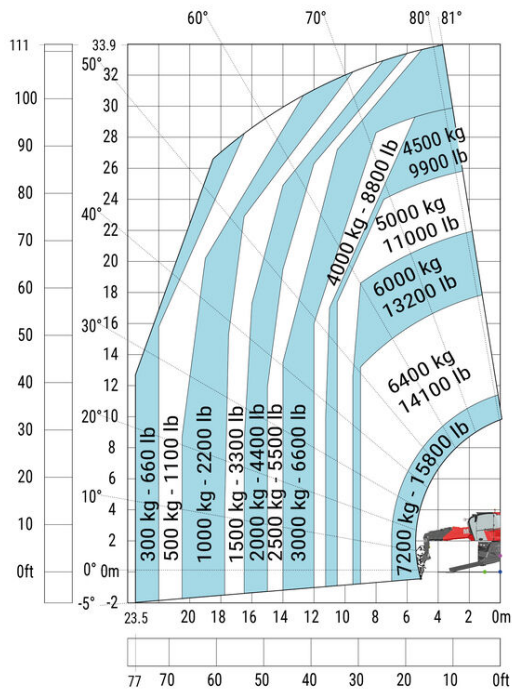 60° 70° 80° 81°
111 33.9
50°
32
100 30
90 28
4500 kg
9900 lb
26
80 24
4000 kg - 8800 lb
5000 kg
11000 lb
40°
22
70
20
6000 kg
13200 lb
60 18
30° 16
50
14
6400 kg
14100 lb
40 12
20° 10
30
8
300 kg - 660 lb
500 kg - 1100 lb
1000 kg - 2200 lb
1500 kg - 3300 lb
2000 kg - 4400 lb
2500 kg - 5500 lb
3000 kg - 6600 lb
7200 kg - 15800 lb
20 6
10°
4
10
2
0ft 0° 0m
-5° -2
23.5 20 18 16 14 12 10 8 6 4 2 0m
77 70 60 50 40 30 20 10 0ft